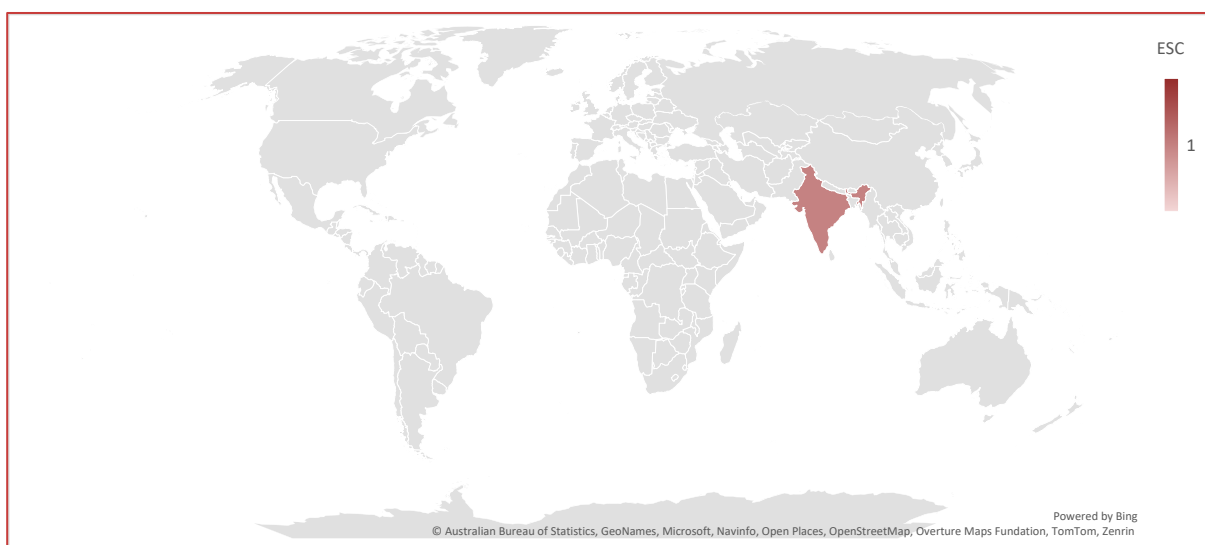 ESC
1
Powered by Bing
© Australian Bureau of Statistics, GeoNames, Microsoft, Navinfo, Open Places, OpenStreetMap, Overture Maps Fundation, TomTom, Zenrin